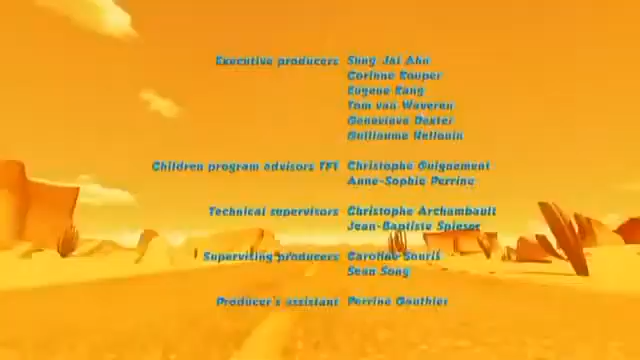 Executive producers Sung Jai Ahn
Corinne Kouper
Eugene Kang
Tom van Waveren
Genevieve Dexter
Guillaume Hellouin
Children program advisors TF1 Christophe Guignement
Anne-Sophie Perrine
Technical supervisors Christophe Archambault
Jean-Baptiste Spieser
Supervising producers Caroline Souris
Sean Song
Producer's assistant Perrine Gauthier